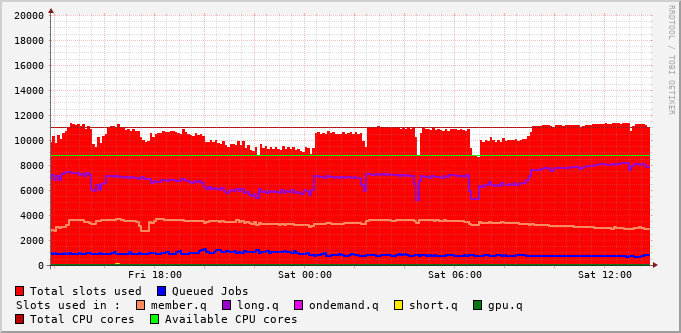 20000
18000
16000
14000
12000
10000
8000
6000
4000
2000
0
Fri 18:00 Sat 00:00 Sat 06:00 Sat 12:00
RRDTOOL / TOBI OETIKER
Total slots used Queued Jobs
Slots used in : member.q long.q ondemand.q short.q gpu.q
Total CPU cores Available CPU cores